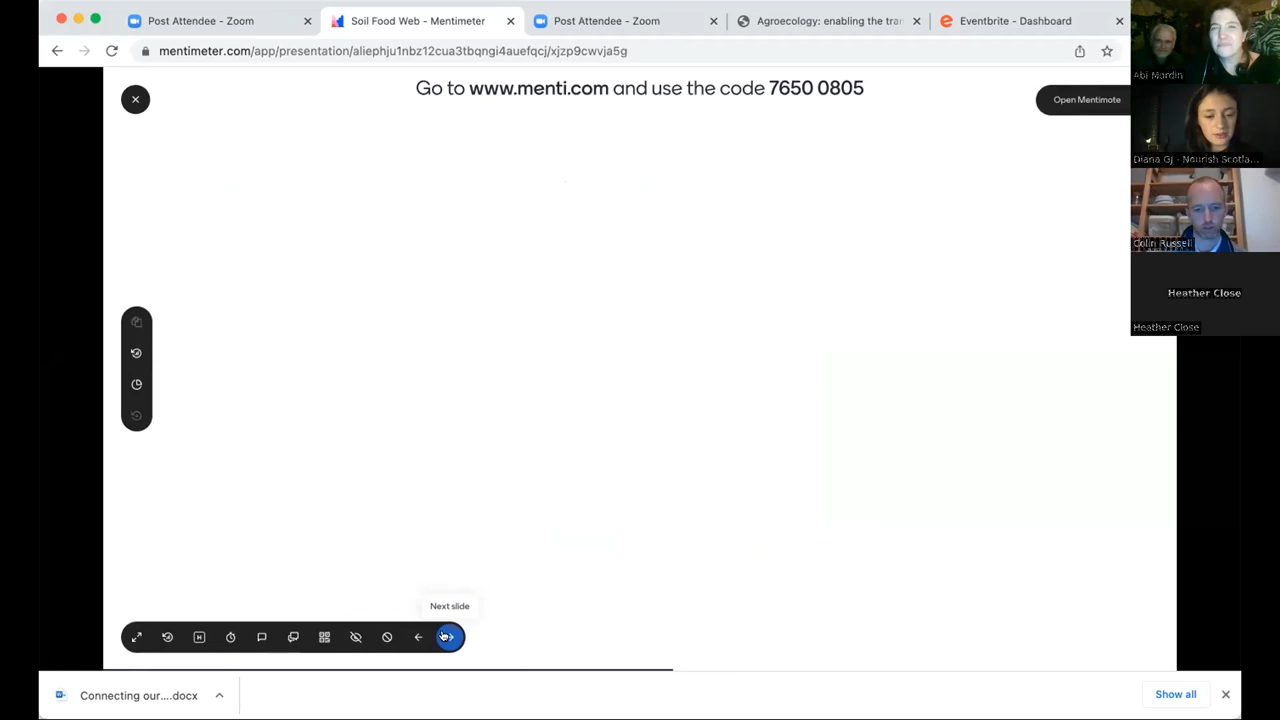 Post Attendee - Zoom
Soil Food Web - Mentimeter
Post Attendee - Zoom
Agroecology: enabling the tran
Eventbrite - Dashboard
mentimeter.com/app/presentation/aliephju1nbz12cua3tbqngi4auefqcj/xjzp9cwvja5g
Go to www.menti.com and use the code 7650 0805
Open Mentimote
Abi Mordin
Diana GJ - Nourish Scotla...
Colin Russell
Heather Close
Heather Close
Next slide
H
Connecting our....docx
Show all